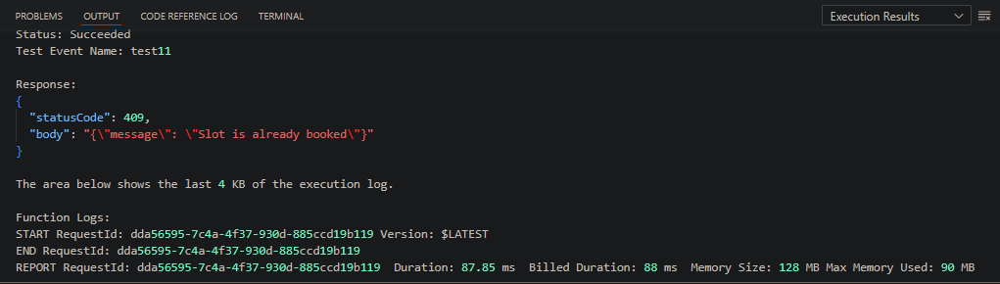 PROBLEMS OUTPUT CODE REFERENCE LOG TERMINAL Execution Results
Status: Succeeded
Test Event Name: test11
Response:
{
"statusCode": 409,
"body": "{\"message\": \"Slot is already booked\"}"
}
The area below shows the last 4 KB of the execution log.
Function Logs:
START RequestId: dda56595-7c4a-4f37-930d-885ccd19b119 Version: $LATEST
END RequestId: dda56595-7c4a-4f37-930d-885ccd19b119
REPORT RequestId: dda56595-7c4a-4f37-930d-885ccd19b119 Duration: 87.85 ms Billed Duration: 88 ms Memory Size: 128 MB Max Memory Used: 90 MB